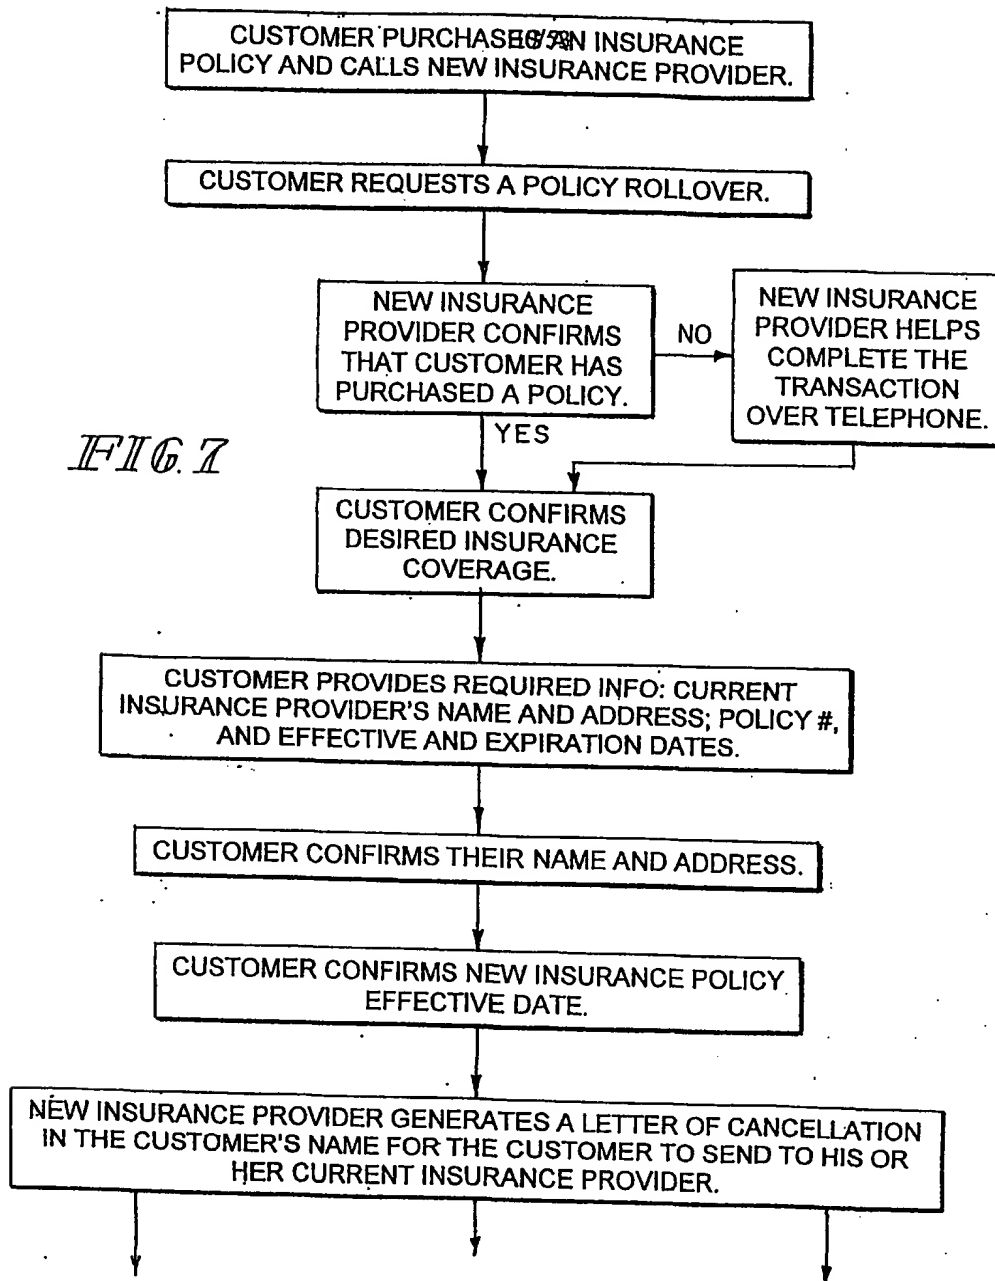 CUSTOMER PURCHASES AN INSURANCE
POLICY AND CALLS NEW INSURANCE PROVIDER.
CUSTOMER REQUESTS A POLICY ROLLOVER.
NEW INSURANCE
PROVIDER CONFIRMS
THAT CUSTOMER HAS
PURCHASED A POLICY.
NO
NEW INSURANCE
PROVIDER HELPS
COMPLETE THE
TRANSACTION
OVER TELEPHONE.
YES
FIG. 7
CUSTOMER CONFIRMS
DESIRED INSURANCE
COVERAGE.
CUSTOMER PROVIDES REQUIRED INFO: CURRENT
INSURANCE PROVIDER'S NAME AND ADDRESS; POLICY #,
AND EFFECTIVE AND EXPIRATION DATES.
CUSTOMER CONFIRMS THEIR NAME AND ADDRESS.
CUSTOMER CONFIRMS NEW INSURANCE POLICY
EFFECTIVE DATE.
NEW INSURANCE PROVIDER GENERATES A LETTER OF CANCELLATION
IN THE CUSTOMER'S NAME FOR THE CUSTOMER TO SEND TO HIS OR
HER CURRENT INSURANCE PROVIDER.